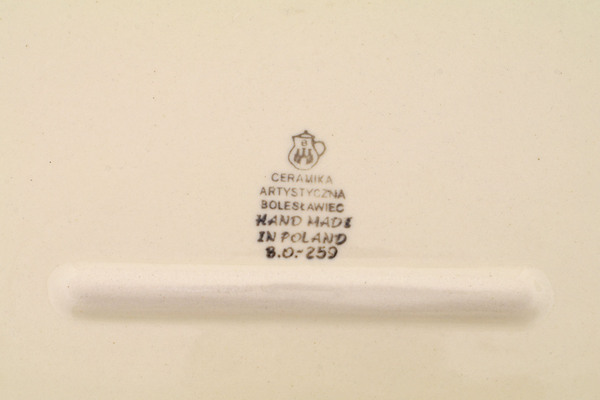 B
CERAMIKA
ARTYSTYCZNA
BOLESŁAWIEC
HAND MADE
IN POLAND
B.O.-259